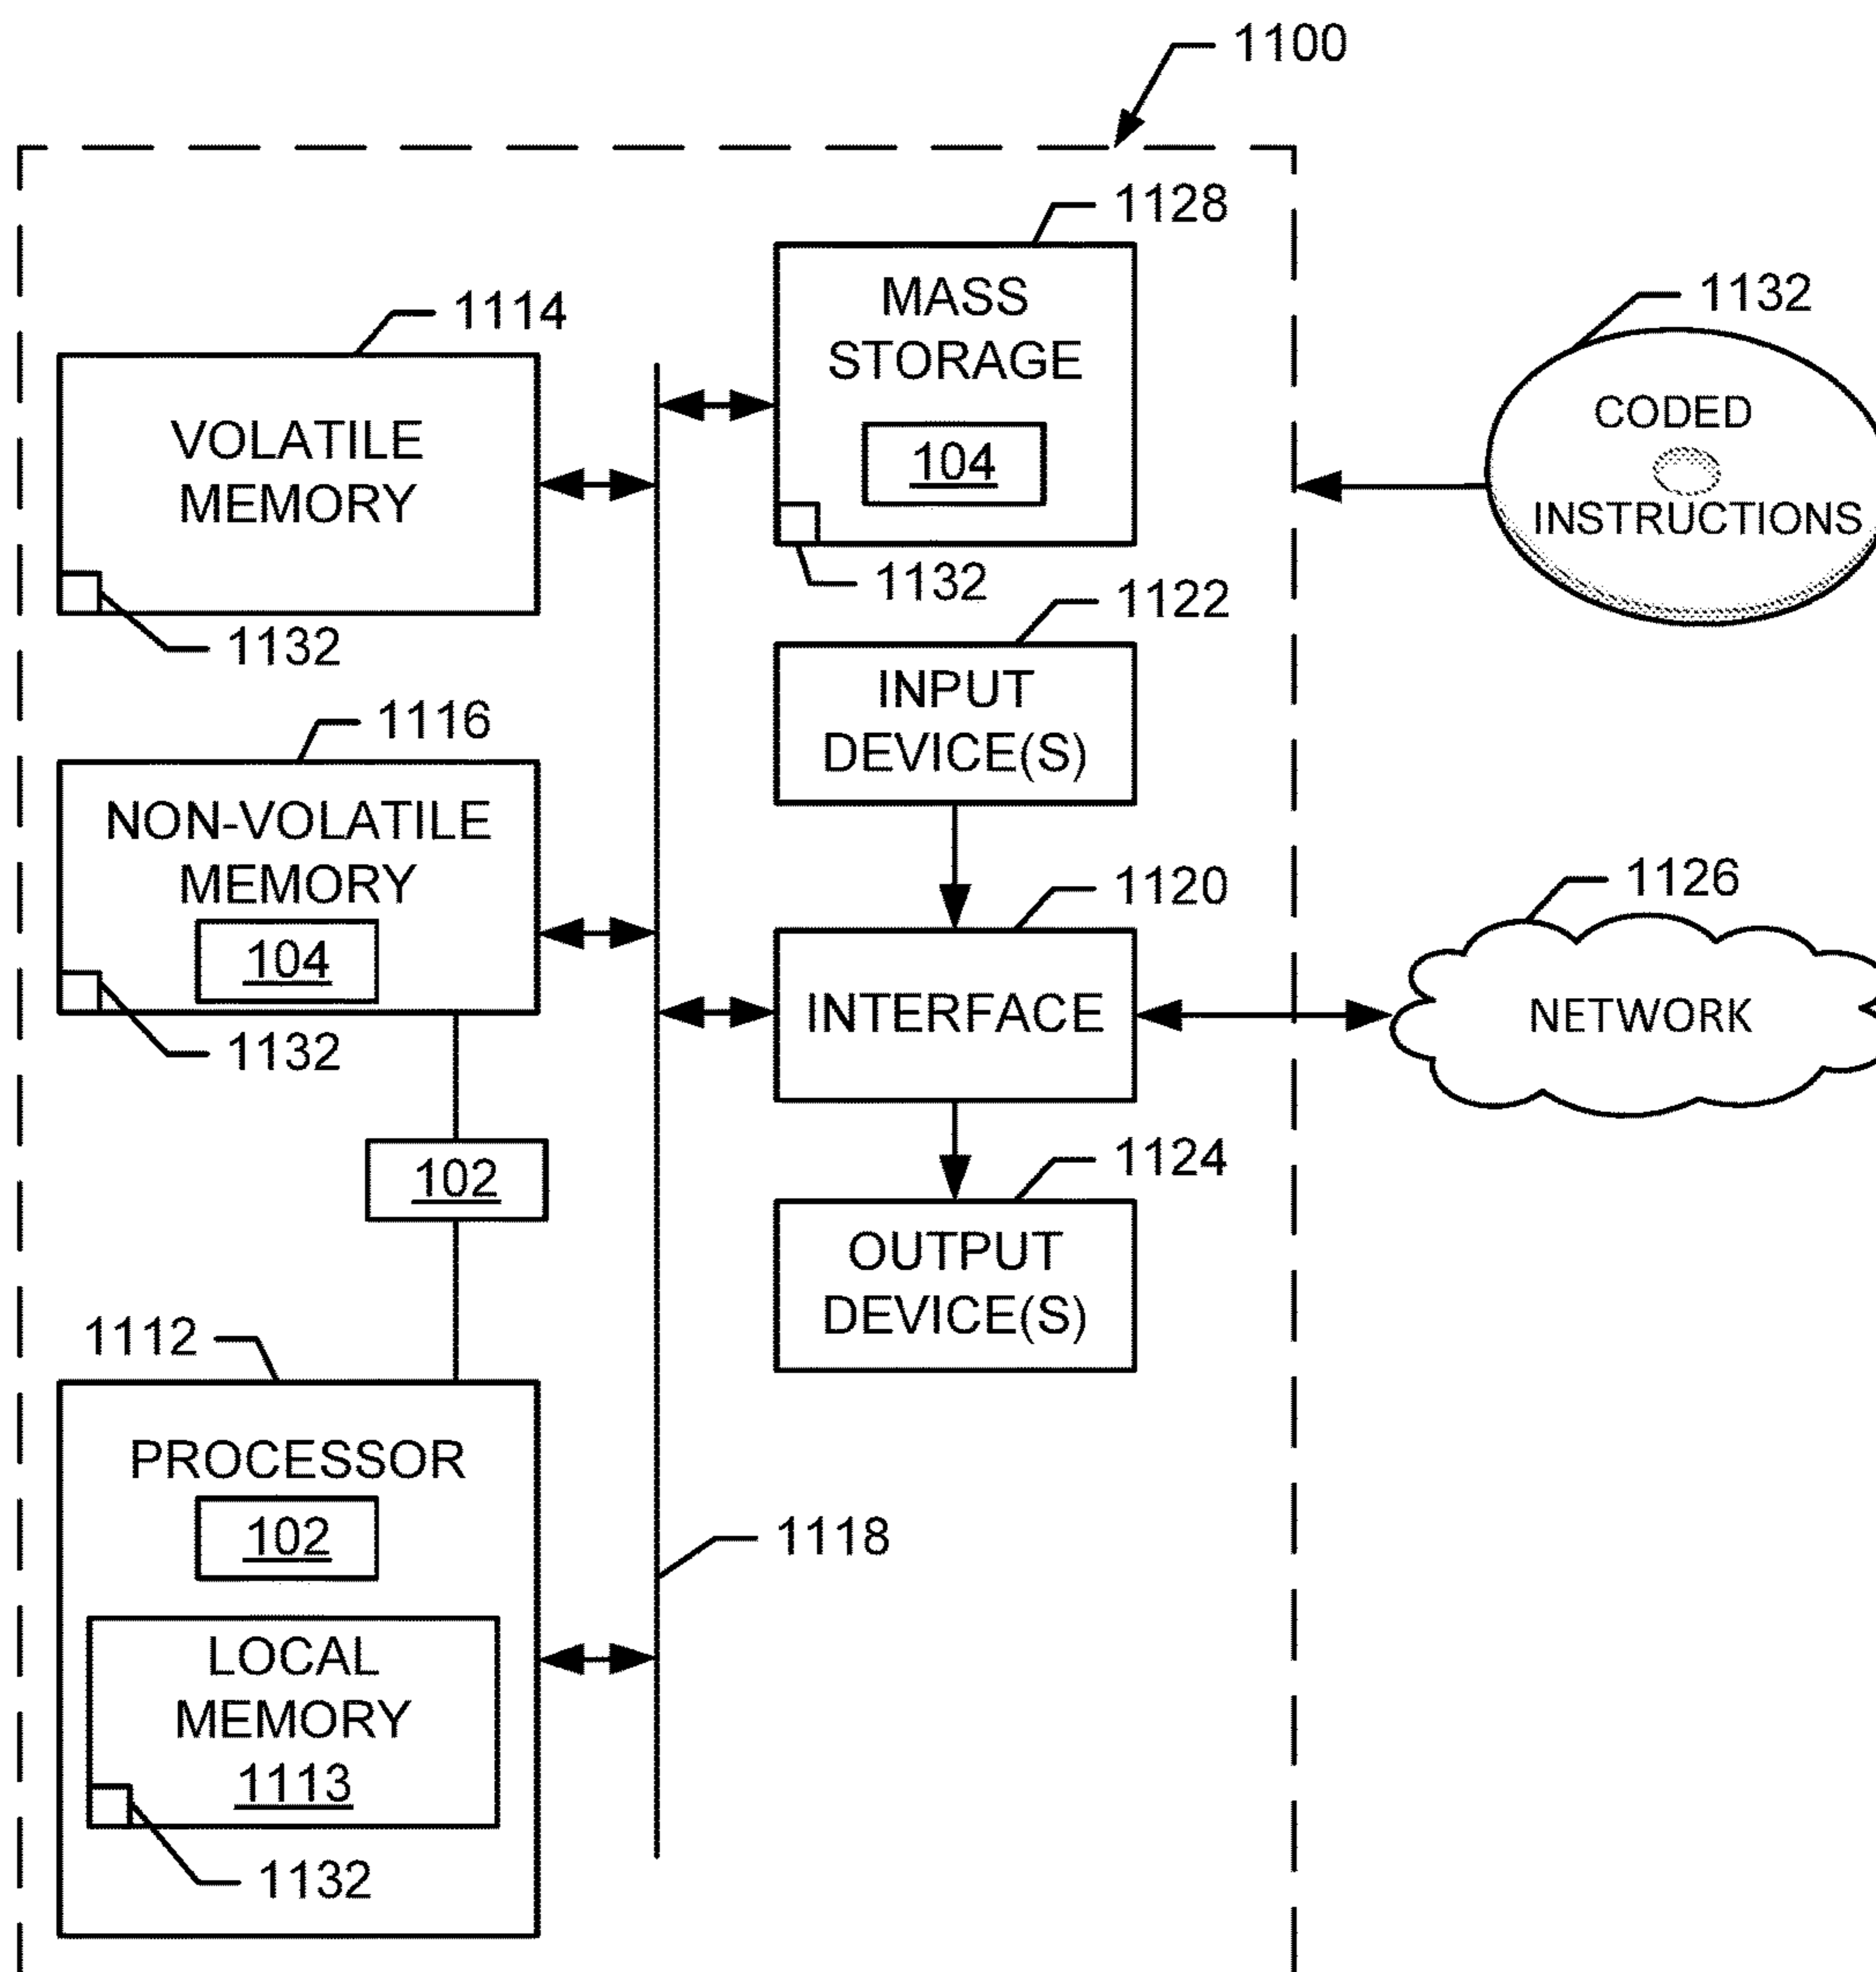 1100
1128
MASS
STORAGE
104
1132
1114
VOLATILE
MEMORY
1132
1132
CODED
INSTRUCTIONS
1122
INPUT
DEVICE(S)
1116
NON-VOLATILE
MEMORY
104
1132
1120
INTERFACE
1126
NETWORK
102
1124
OUTPUT
DEVICE(S)
1112
PROCESSOR
102
LOCAL
MEMORY
1113
1132
1118